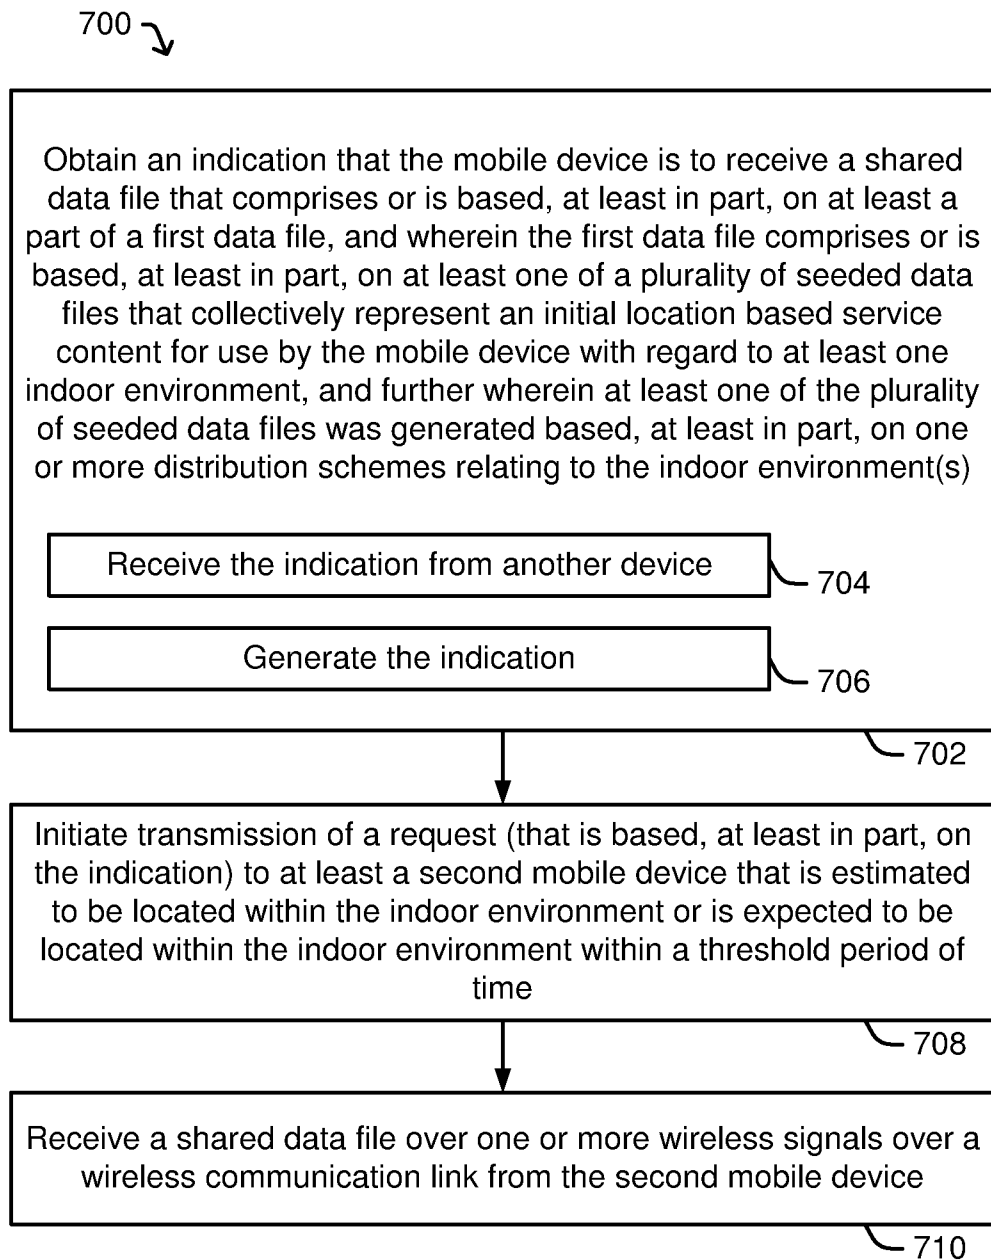 700
Obtain an indication that the mobile device is to receive a shared
data file that comprises or is based, at least in part, on at least a
part of a first data file, and wherein the first data file comprises or is
based, at least in part, on at least one of a plurality of seeded data
files that collectively represent an initial location based service
content for use by the mobile device with regard to at least one
indoor environment, and further wherein at least one of the plurality
of seeded data files was generated based, at least in part, on one
or more distribution schemes relating to the indoor environment(s)
Receive the indication from another device
704
Generate the indication
706
702
Initiate transmission of a request (that is based, at least in part, on
the indication) to at least a second mobile device that is estimated
to be located within the indoor environment or is expected to be
located within the indoor environment within a threshold period of
time
708
Receive a shared data file over one or more wireless signals over a
wireless communication link from the second mobile device
710